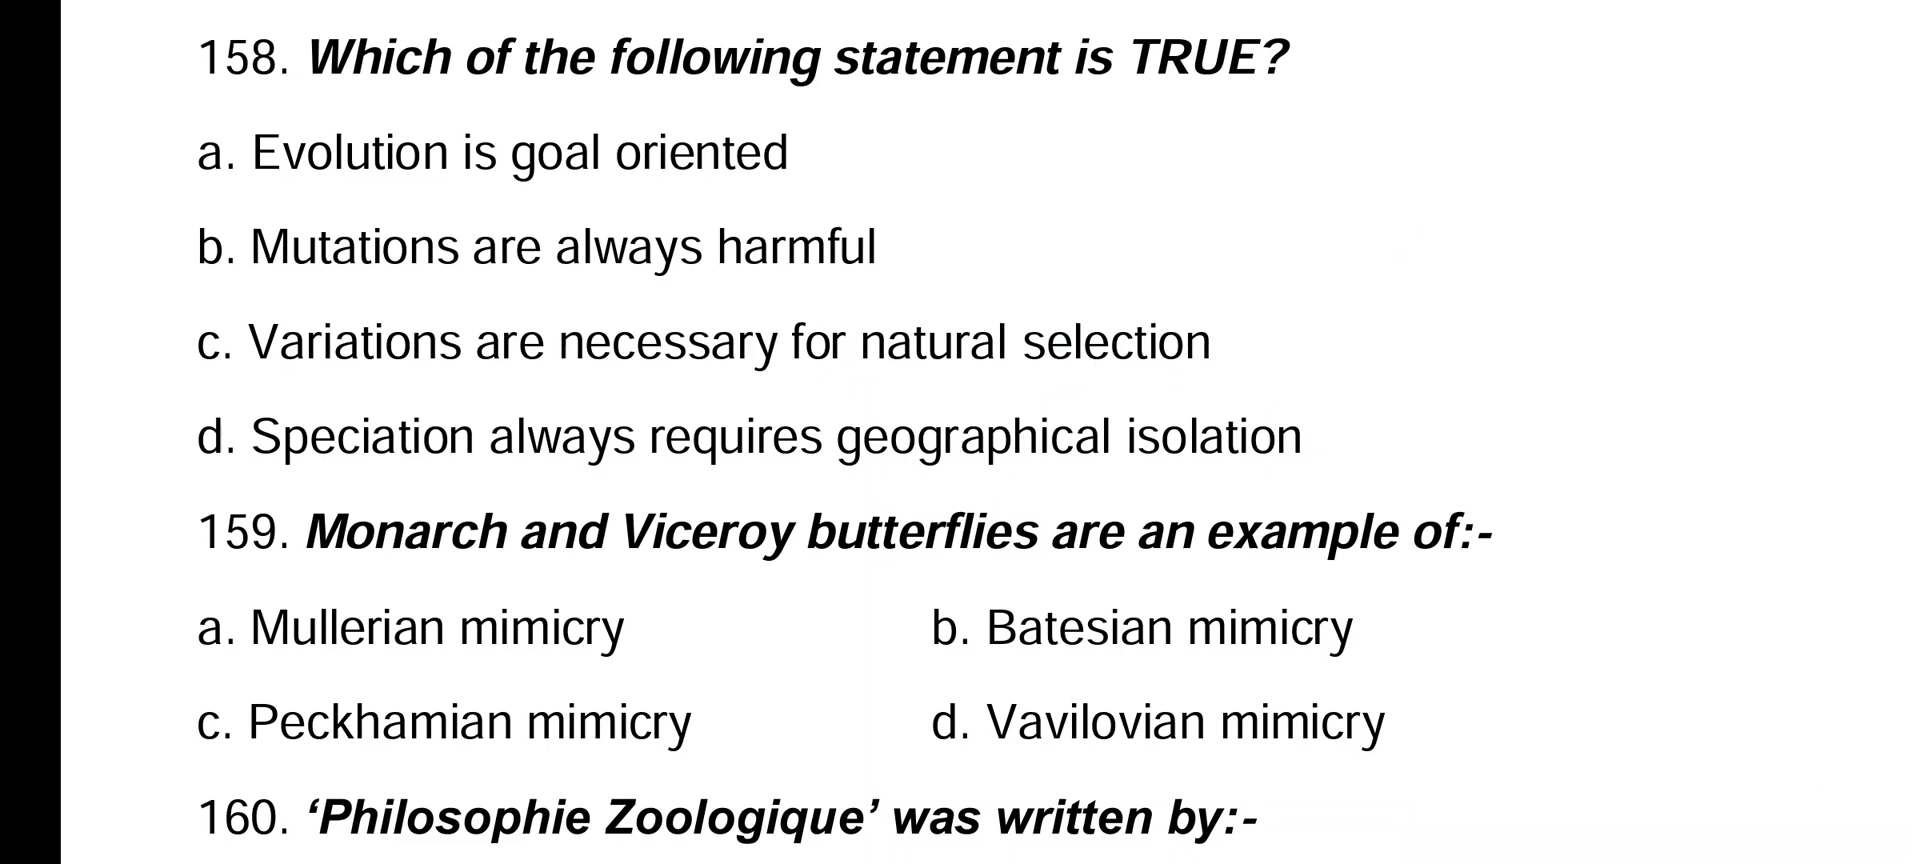 158. Which of the following statement is TRUE?
a. Evolution is goal oriented
b. Mutations are always harmful
c. Variations are necessary for natural selection
d. Speciation always requires geographical isolation
159. Monarch and Viceroy butterflies are an example of:-
a. Mullerian mimicry b. Batesian mimicry
c. Peckhamian mimicry d. Vavilovian mimicry
160. ‘Philosophie Zoologique’ was written by:-